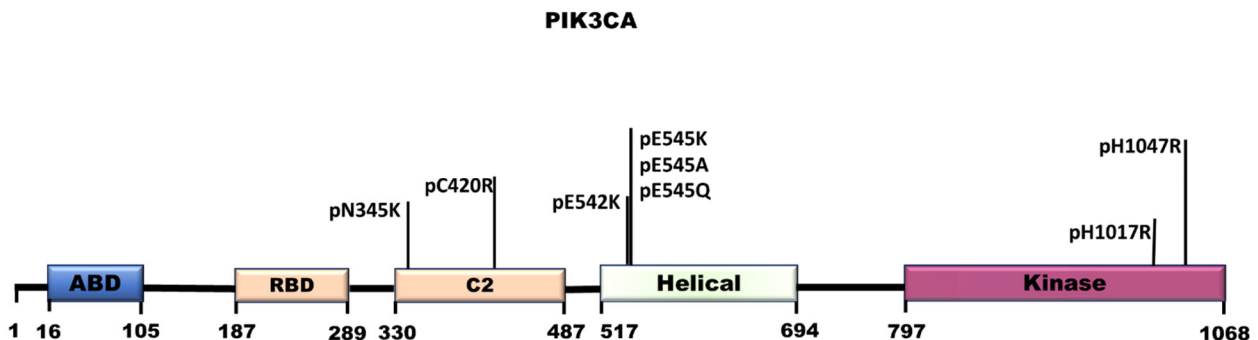 PIK3CA
pE545K
pE545A
pE545Q
pH1047R
pC420R
pN345K
pE542K
pH1017R
ABD
RBD
C2
Helical
Kinase
1 16 105 187 289 330 487 517 694 797 1068